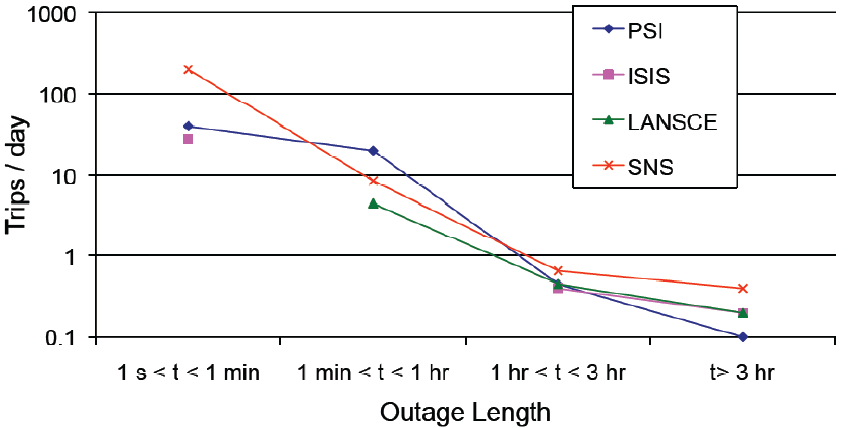 1000
100
10
1
0.1
Trips / day
PSI
ISIS
LANSCE
SNS
1 s < t < 1 min
1 min < t < 1 hr
1 hr < t < 3 hr
t> 3 hr
Outage Length